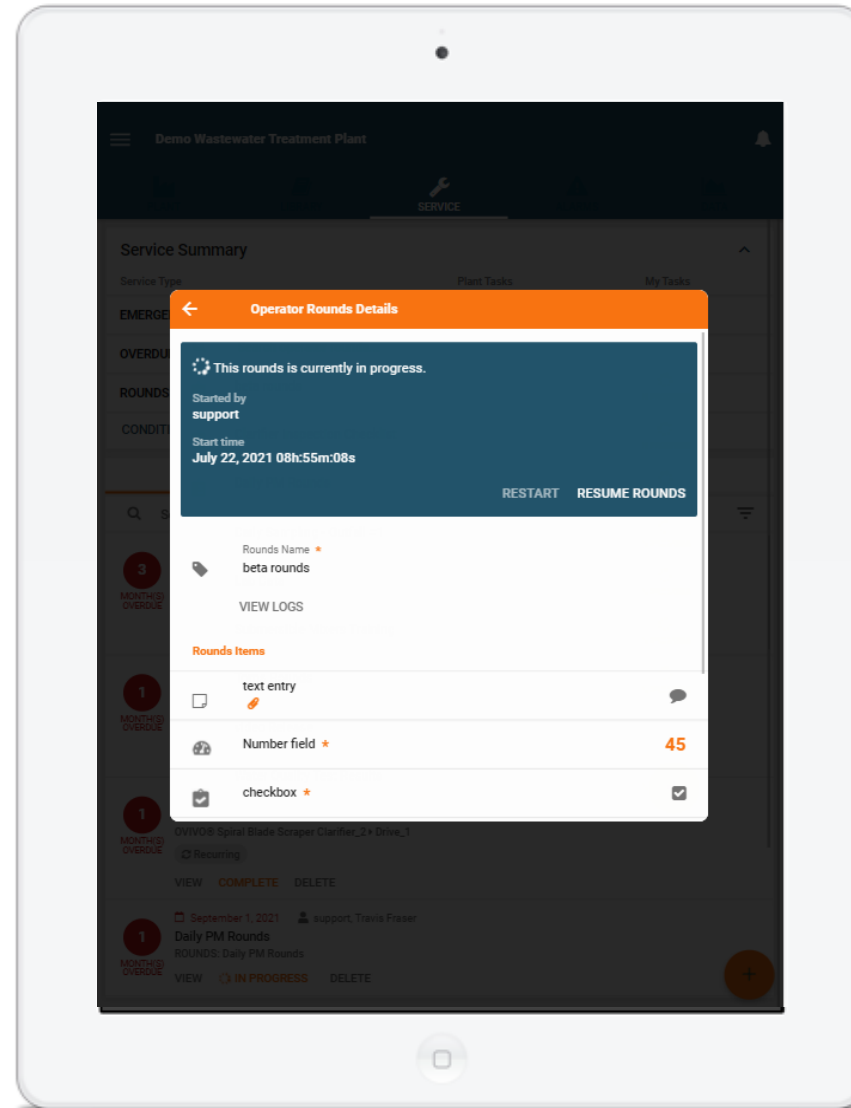 Demo Wastewater Treatment Plant
SERVICE
Service Summary
Service Type Plant Tasks My Tasks
EMERGE
OVERDU
ROUNDS
CONDITI
Operator Rounds Details
This rounds is currently in progress.
Started by
support
Start time
July 22, 2021 08h:55m:08s
RESTART RESUME ROUNDS
Rounds Name *
beta rounds
VIEW LOGS
Rounds Items
text entry
Number field * 45
checkbox *
3
MONTH(S)
OVERDUE
1
MONTH(S)
OVERDUE
1
MONTH(S)
OVERDUE
OVIVO® Spiral Blade Scraper Clarifier_2 › Drive_1
Recurring
VIEW COMPLETE DELETE
1
MONTH(S)
OVERDUE
September 1, 2021 support, Travis Fraser
Daily PM Rounds
ROUNDS: Daily PM Rounds
VIEW IN PROGRESS DELETE